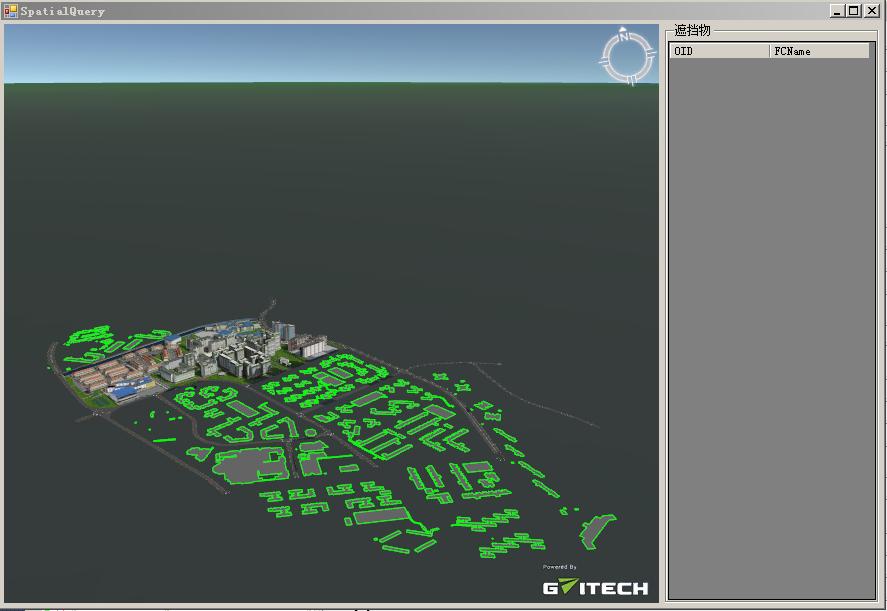 SpatialQuery
N
遮挡物
OID FCName
Powered By
GVITECH